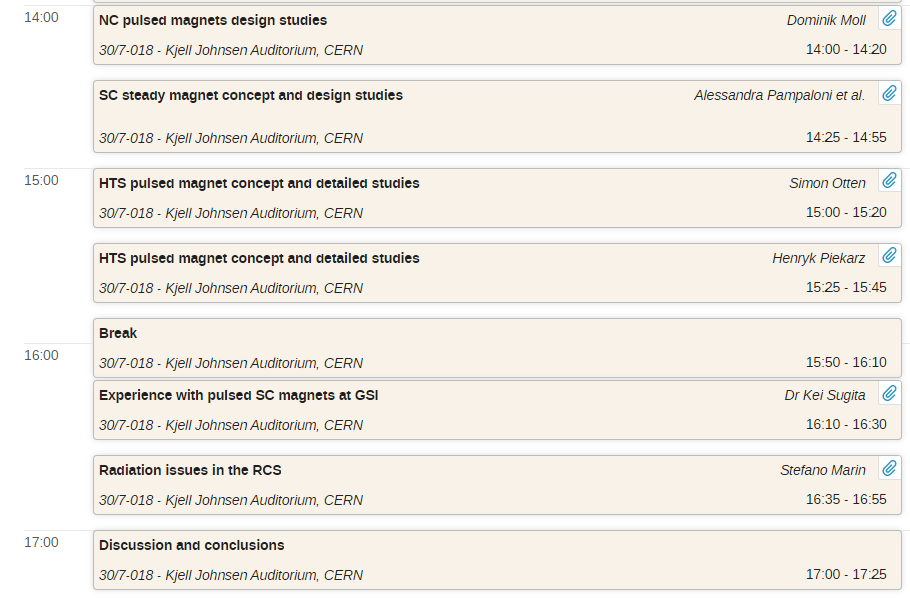 14:00
NC pulsed magnets design studies Dominik Moll
30/7-018 - Kjell Johnsen Auditorium, CERN 14:00 - 14:20
SC steady magnet concept and design studies Alessandra Pampaloni et al.
30/7-018 - Kjell Johnsen Auditorium, CERN 14:25 - 14:55
15:00
HTS pulsed magnet concept and detailed studies Simon Otten
30/7-018 - Kjell Johnsen Auditorium, CERN 15:00 - 15:20
HTS pulsed magnet concept and detailed studies Henryk Piekarz
30/7-018 - Kjell Johnsen Auditorium, CERN 15:25 - 15:45
Break
16:00
30/7-018 - Kjell Johnsen Auditorium, CERN 15:50 - 16:10
Experience with pulsed SC magnets at GSI Dr Kei Sugita
30/7-018 - Kjell Johnsen Auditorium, CERN 16:10 - 16:30
Radiation issues in the RCS Stefano Marin
30/7-018 - Kjell Johnsen Auditorium, CERN 16:35 - 16:55
17:00
Discussion and conclusions
30/7-018 - Kjell Johnsen Auditorium, CERN 17:00 - 17:25